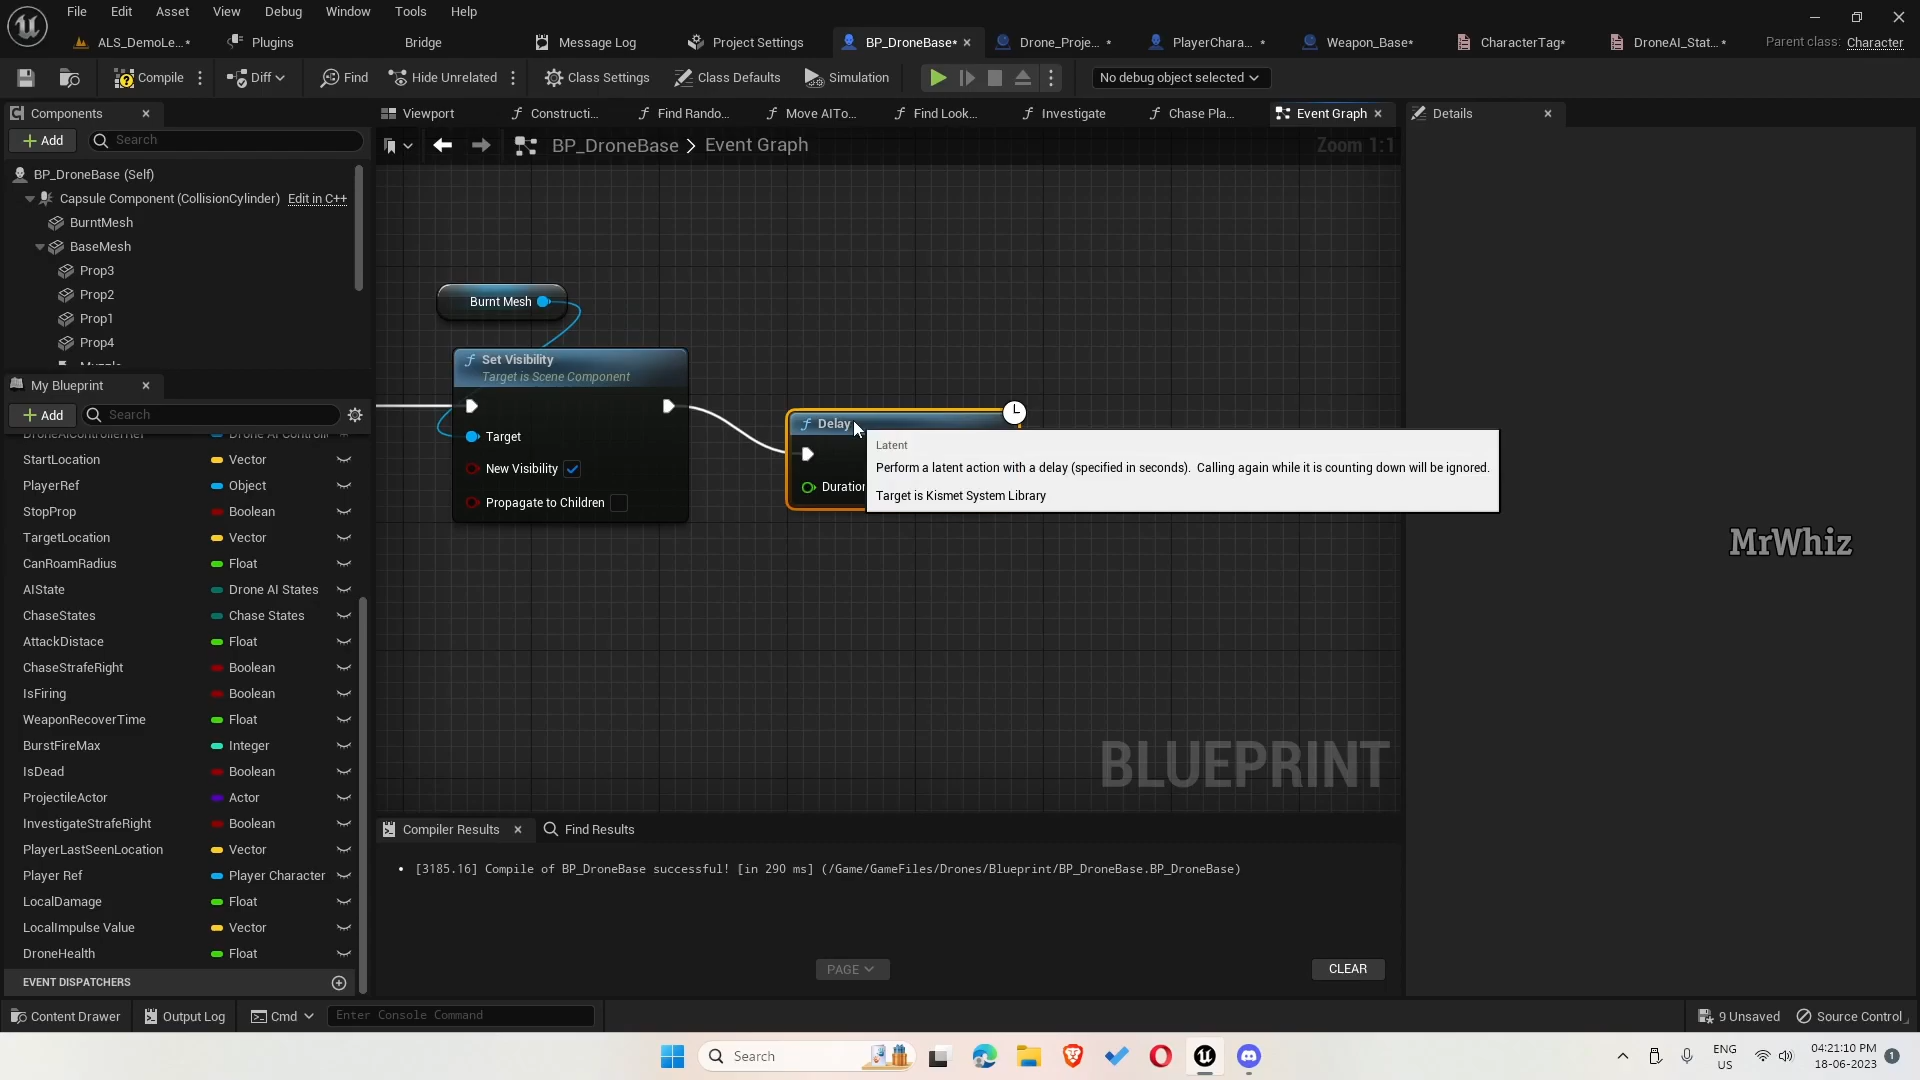 File Edit Asset View Debug Window Tools Help
ALS_DemoLe...* Plugins Bridge Message Log Project Settings BP_DroneBase* Drone_Proje... * PlayerChara... * Weapon_Base* CharacterTag* DroneAI_Stat... * Parent class: Character
Compile Diff Find Hide Unrelated Class Settings Class Defaults Simulation No debug object selected
Components Viewport Constructi... Find Rando... Move AITo... Find Look... Investigate Chase Pla... Event Graph Details
Add Search
BP_DroneBase > Event Graph Zoom 1:1
BP_DroneBase (Self)
Capsule Component (CollisionCylinder) Edit in C++
BurntMesh
BaseMesh
Prop3
Prop2
Prop1
Prop4
My Blueprint
Add Search
StartLocation Vector
PlayerRef Object
StopProp Boolean
TargetLocation Vector
CanRoamRadius Float
AIState Drone AI States
ChaseStates Chase States
AttackDistace Float
ChaseStrafeRight Boolean
IsFiring Boolean
WeaponRecoverTime Float
BurstFireMax Integer
IsDead Boolean
ProjectileActor Actor
InvestigateStrafeRight Boolean
PlayerLastSeenLocation Vector
Player Ref Player Character
LocalDamage Float
LocalImpulse Value Vector
DroneHealth Float
EVENT DISPATCHERS
Burnt Mesh
Set Visibility
Target is Scene Component
Target
New Visibility
Propagate to Children
Delay
Duration
Latent
Perform a latent action with a delay (specified in seconds). Calling again while it is counting down will be ignored.
Target is Kismet System Library
MrWhiz
BLUEPRINT
Compiler Results Find Results
[3185.16] Compile of BP_DroneBase successful! [in 290 ms] (/Game/GameFiles/Drones/Blueprint/BP_DroneBase.BP_DroneBase)
PAGE CLEAR
Content Drawer Output Log Cmd Enter Console Command 9 Unsaved Source Control
Search
ENG
US
04:21:10 PM
18-06-2023
1